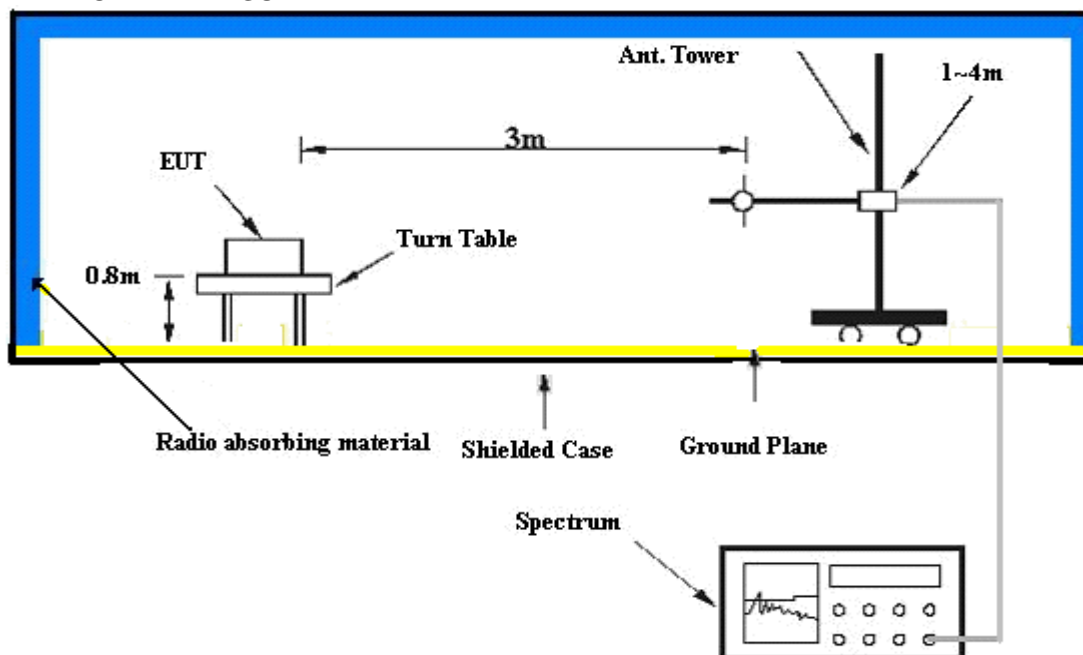 Ant. Tower
1~4m
3m
EUT
Turn Table
0.8m
Radio absorbing material
Shielded Case
Ground Plane
Spectrum